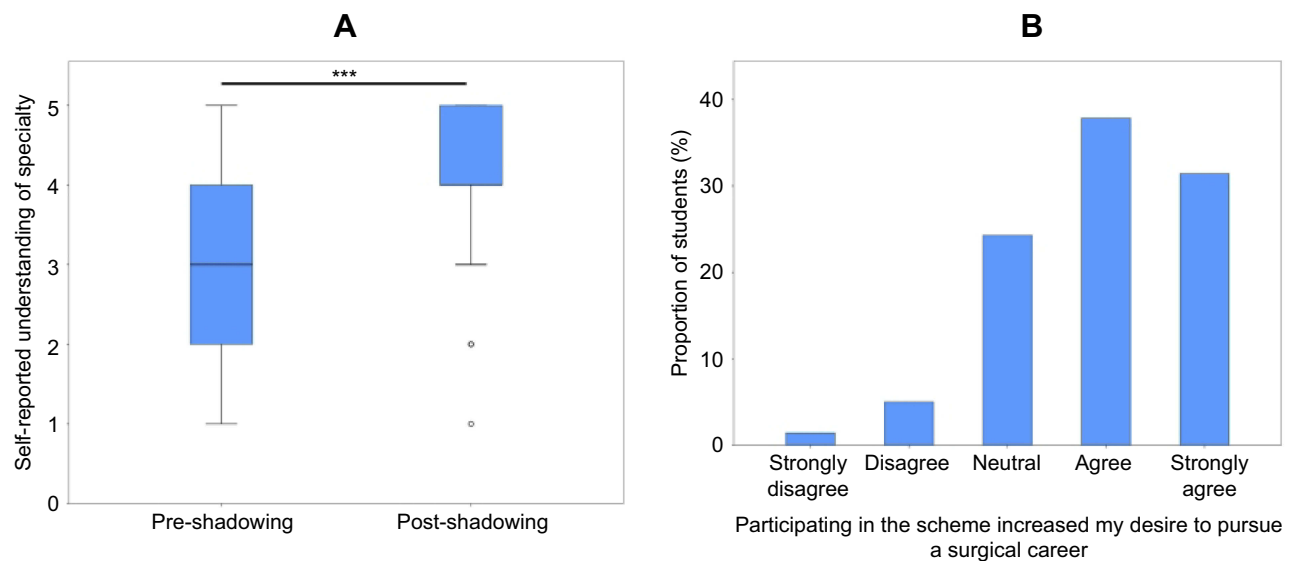 A
***
Self-reported understanding of specialty
5
4
3
2
1
0
Pre-shadowing
Post-shadowing
B
Proportion of students (%)
40
30
20
10
0
Strongly
disagree
Disagree
Neutral
Agree
Strongly
agree
Participating in the scheme increased my desire to pursue
a surgical career